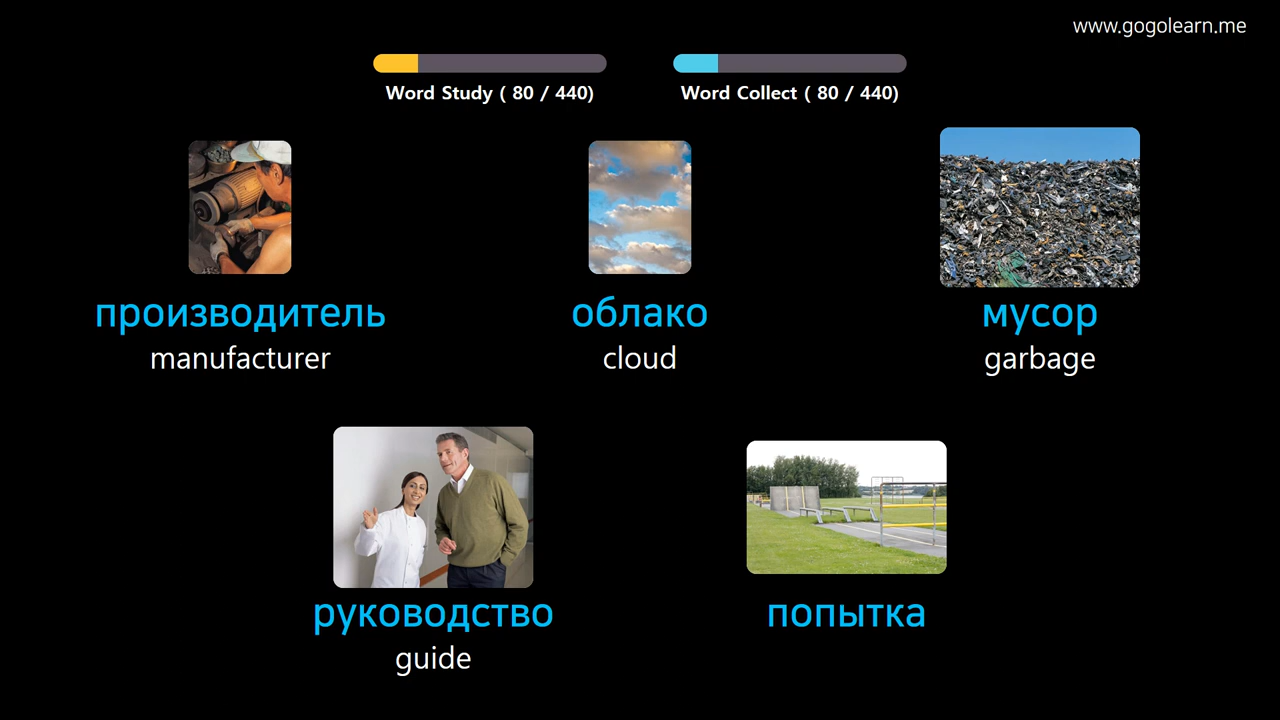 www.gogolearn.me
Word Study ( 80 / 440)
Word Collect ( 80 / 440)
производитель
manufacturer
облако
cloud
мусор
garbage
руководство
guide
попытка